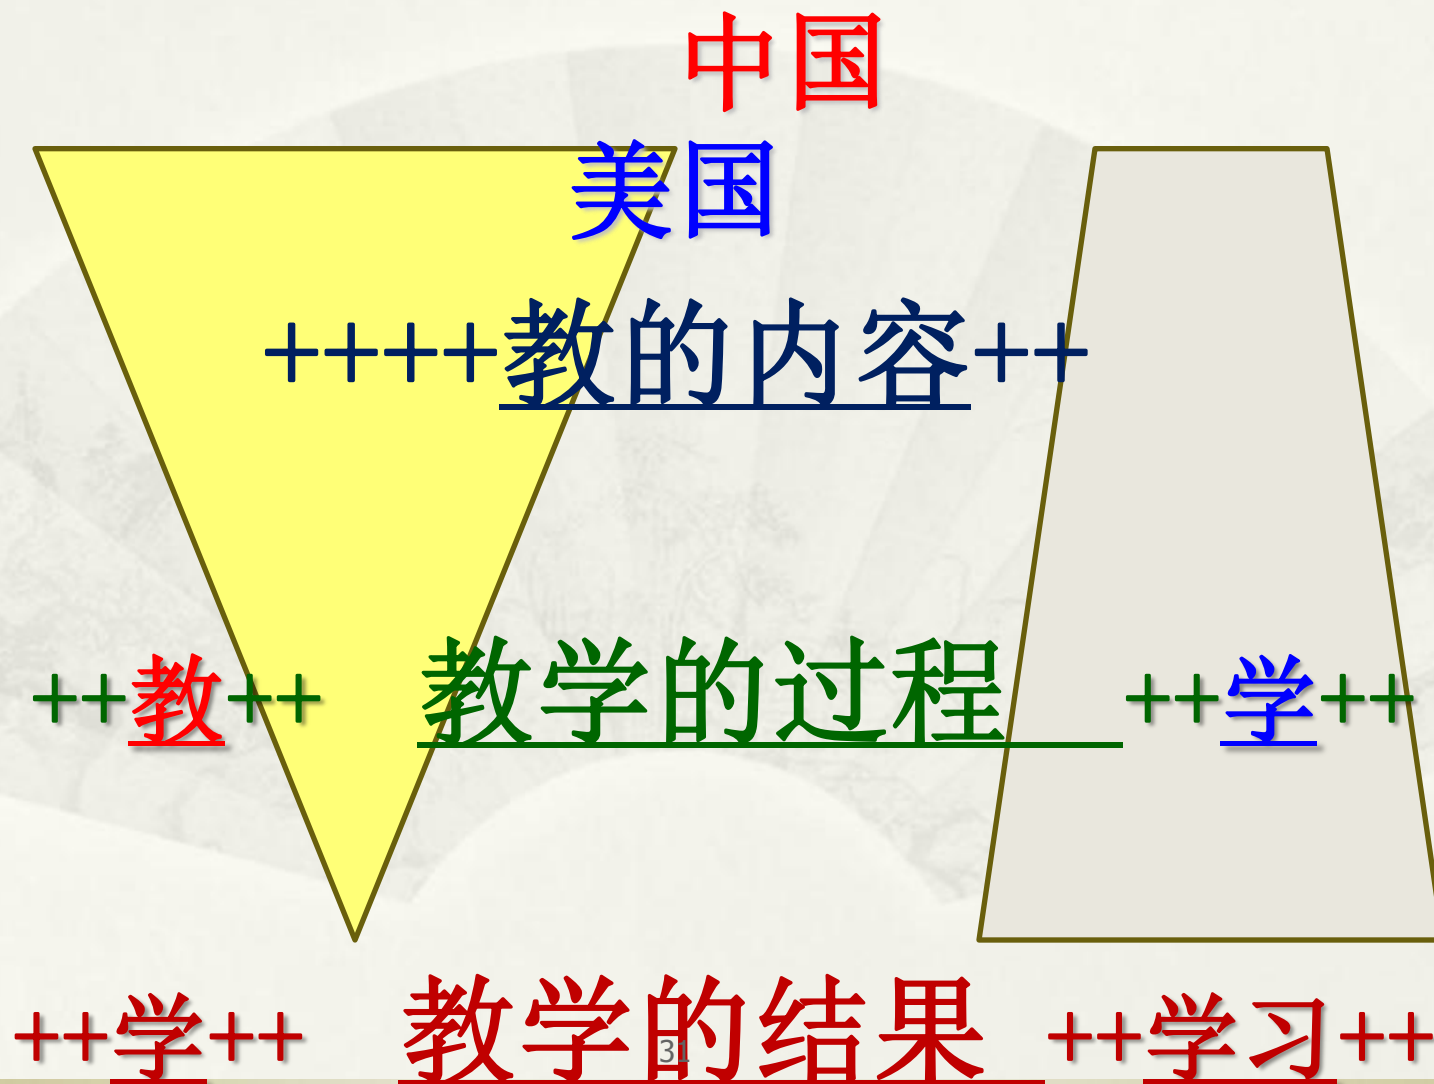 中国
美国
++++教的内容++
++教++ 教学的过程 ++学++
++学++ 教学的结果 ++学习++
31